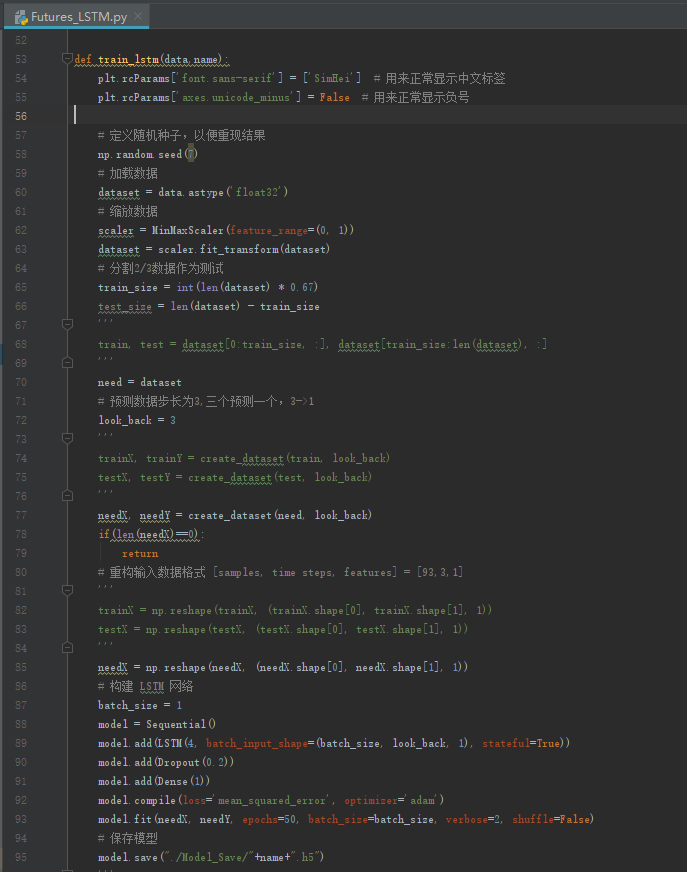 Futures_LSTM.py
52
53 def train_lstm(data,name):
54 plt.rcParams['font.sans-serif'] = ['SimHei']  # 用来正常显示中文标签
55 plt.rcParams['axes.unicode_minus'] = False  # 用来正常显示负号
56
57 # 定义随机种子，以便重现结果
58 np.random.seed(7)
59 # 加载数据
60 dataset = data.astype('float32')
61 # 缩放数据
62 scaler = MinMaxScaler(feature_range=(0, 1))
63 dataset = scaler.fit_transform(dataset)
64 # 分割2/3数据作为测试
65 train_size = int(len(dataset) * 0.67)
66 test_size = len(dataset) - train_size
67 '''
68 train, test = dataset[0:train_size, :], dataset[train_size:len(dataset), :]
69 '''
70 need = dataset
71 # 预测数据步长为3,三个预测一个，3->1
72 look_back = 3
73 '''
74 trainX, trainY = create_dataset(train, look_back)
75 testX, testY = create_dataset(test, look_back)
76 '''
77 needX, needY = create_dataset(need, look_back)
78 if(len(needX)==0):
79 return
80 # 重构输入数据格式 [samples, time steps, features] = [93,3,1]
81 '''
82 trainX = np.reshape(trainX, (trainX.shape[0], trainX.shape[1], 1))
83 testX = np.reshape(testX, (testX.shape[0], testX.shape[1], 1))
84 '''
85 needX = np.reshape(needX, (needX.shape[0], needX.shape[1], 1))
86 # 构建 LSTM 网络
87 batch_size = 1
88 model = Sequential()
89 model.add(LSTM(4, batch_input_shape=(batch_size, look_back, 1), stateful=True))
90 model.add(Dropout(0.2))
91 model.add(Dense(1))
92 model.compile(loss='mean_squared_error', optimizer='adam')
93 model.fit(needX, needY, epochs=50, batch_size=batch_size, verbose=2, shuffle=False)
94 # 保存模型
95 model.save("./Model_Save/"+name+".h5")